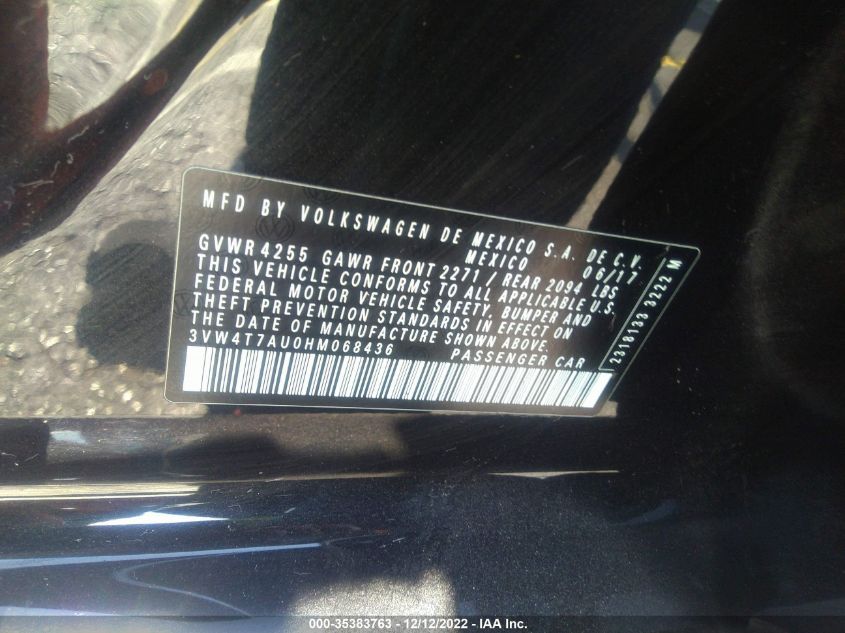 MFD BY VOLKSWAGEN DE MEXICO S.A. DE C.V.
MEXICO 06/17
GVWR 4255 GAWR FRONT 2271 / REAR 2094 LBS
THIS VEHICLE CONFORMS TO ALL APPLICABLE U.S.
FEDERAL MOTOR VEHICLE SAFETY, BUMPER AND
THEFT PREVENTION STANDARDS IN EFFECT ON
THE DATE OF MANUFACTURE SHOWN ABOVE.
3VW4T7AU0HM068436 PASSENGER CAR
2318133 3222 M
000-35383763 - 12/12/2022 - IAA Inc.